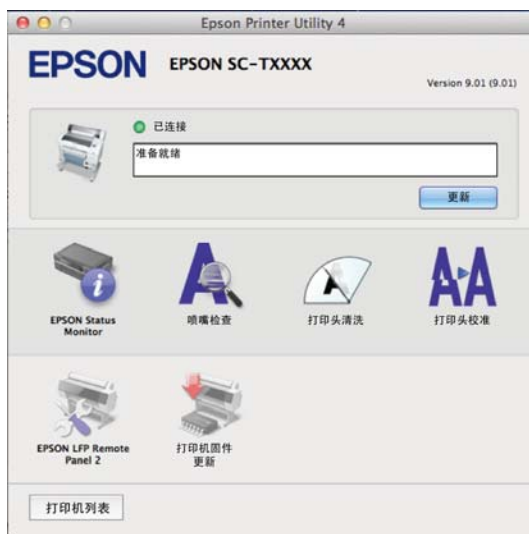 Epson Printer Utility 4
EPSON EPSON SC-TXXXX
Version 9.01 (9.01)
已连接
准备就绪
更新
EPSON Status
Monitor
喷嘴检查
打印头清洗
打印头校准
EPSON LFP Remote
Panel 2
打印机固件
更新
打印机列表